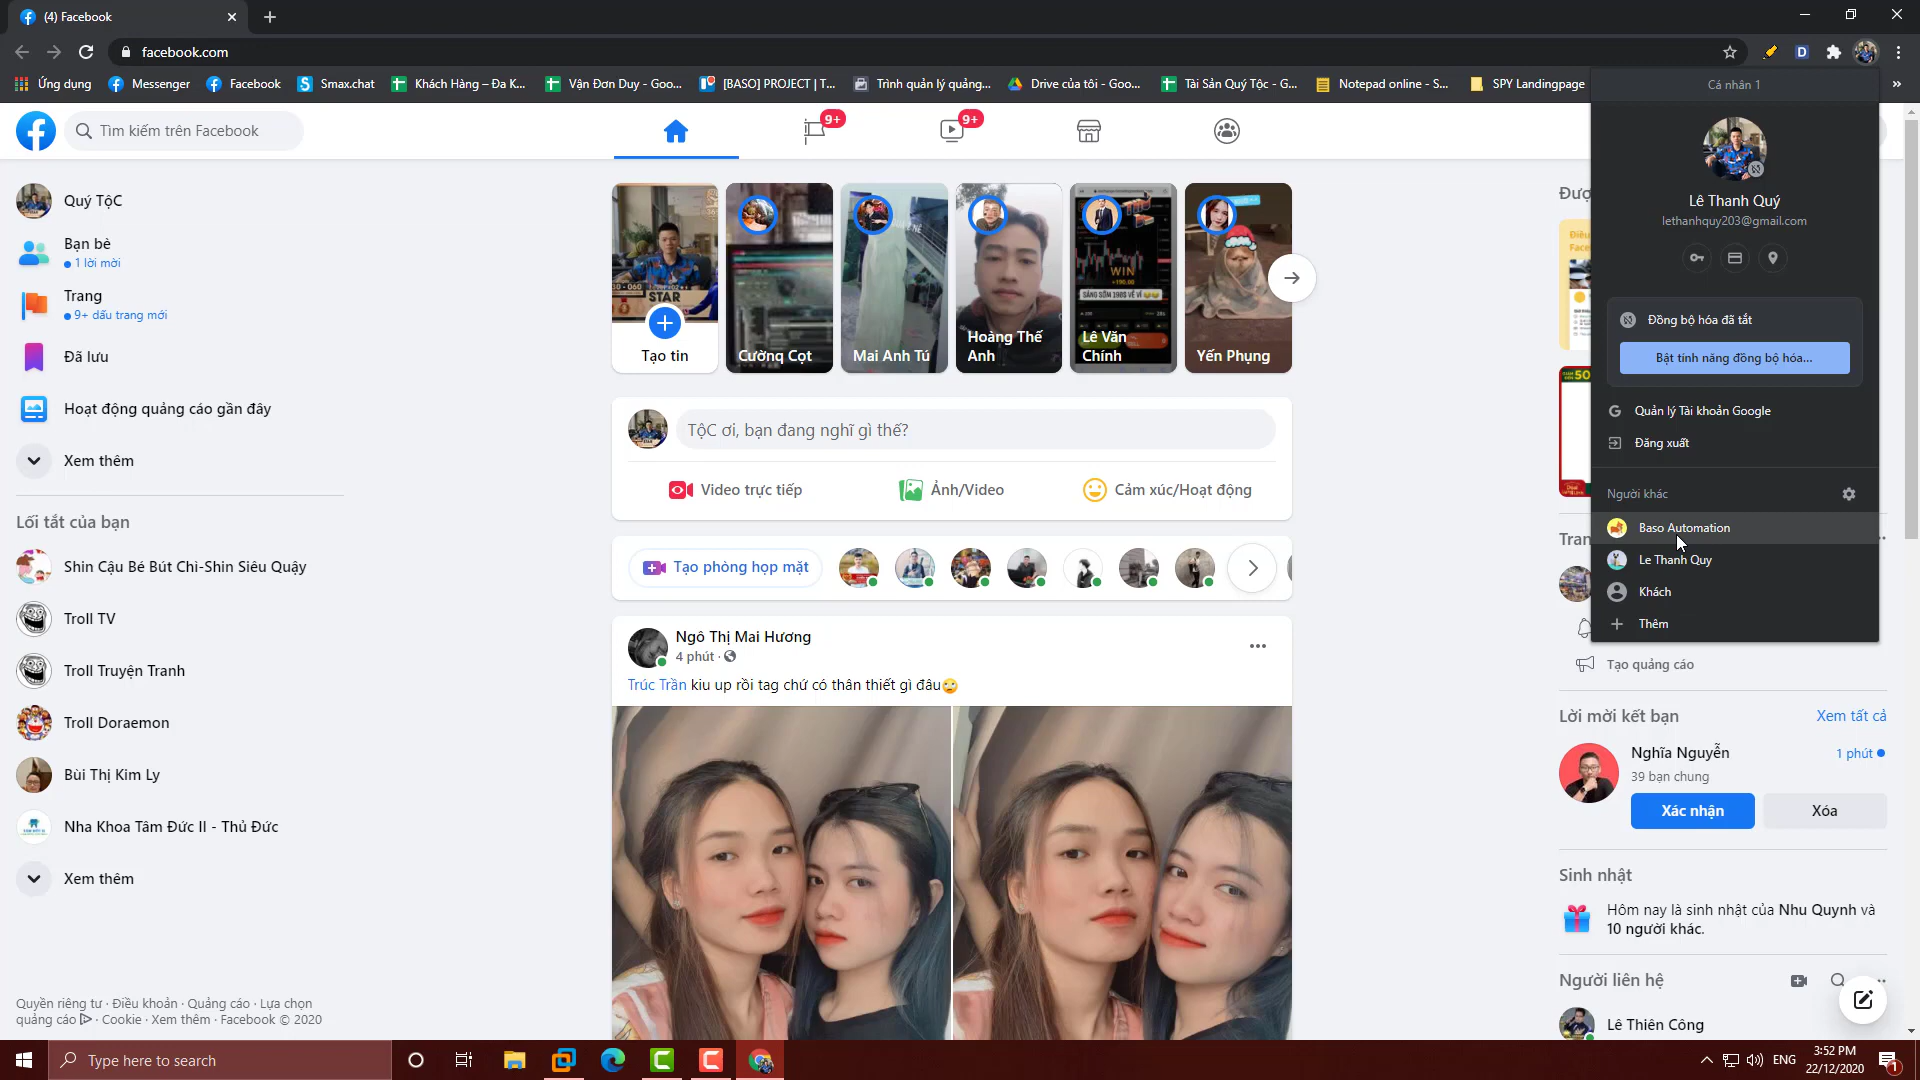 (4) Facebook
facebook.com
Ứng dụng
Messenger
Facebook
Smax.chat
Khách Hàng – Đa K...
Vận Đơn Duy - Goo...
[BASO] PROJECT | T...
Trình quản lý quảng...
Drive của tôi - Goo...
Tài Sản Quý Tộc - G...
Notepad online - S...
SPY Landingpage
Tìm kiếm trên Facebook
9+
9+
Quý TộC
Bạn bè
1 lời mời
Trang
9+ dấu trang mới
Đã lưu
Hoạt động quảng cáo gần đây
Xem thêm
Lối tắt của bạn
Shin Cậu Bé Bút Chì-Shin Siêu Quậy
Troll TV
Troll Truyện Tranh
Troll Doraemon
Bùi Thị Kim Ly
Nha Khoa Tâm Đức II - Thủ Đức
Xem thêm
Quyền riêng tư · Điều khoản · Quảng cáo · Lựa chọn
quảng cáo · Cookie · Xem thêm · Facebook © 2020
STAR
Tạo tin
Cường Cọt
Mai Anh Tú
Hoàng Thế
Anh
WIN
+190.00
SÁNG SỚM 190$ VỀ VÍ
Lê Văn
Chính
Yến Phụng
TộC ơi, bạn đang nghĩ gì thế?
Video trực tiếp
Ảnh/Video
Cảm xúc/Hoạt động
Tạo phòng họp mặt
Ngô Thị Mai Hương
4 phút ·
Trúc Trần kiu up rồi tag chứ có thân thiết gì đâu
Cá nhân 1
Lê Thanh Quý
lethanhquy203@gmail.com
Đồng bộ hóa đã tắt
Bật tính năng đồng bộ hóa...
Quản lý Tài khoản Google
Đăng xuất
Người khác
Baso Automation
Le Thanh Quy
Khách
Thêm
Đượ
Tran
Tạo quảng cáo
Lời mời kết bạn
Xem tất cả
Nghĩa Nguyễn
1 phút
39 bạn chung
Xác nhận
Xóa
Sinh nhật
Hôm nay là sinh nhật của Nhu Quynh và
10 người khác.
Người liên hệ
Lê Thiên Công
Type here to search
ENG
3:52 PM
22/12/2020
1